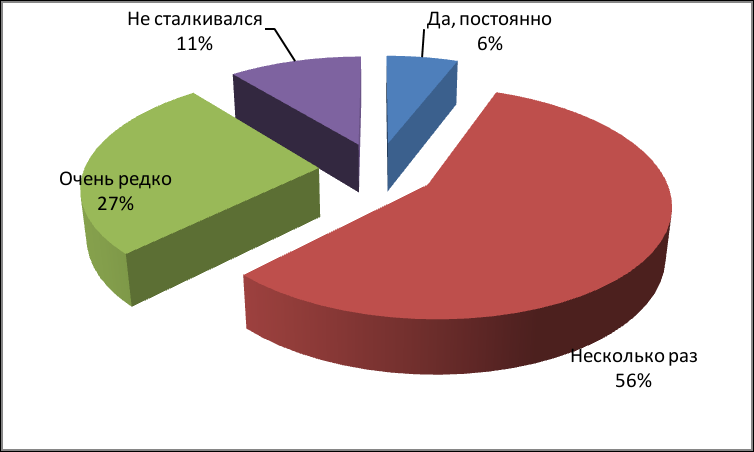 Не сталкивался
11%
Да, постоянно
6%
Очень редко
27%
Несколько раз
56%